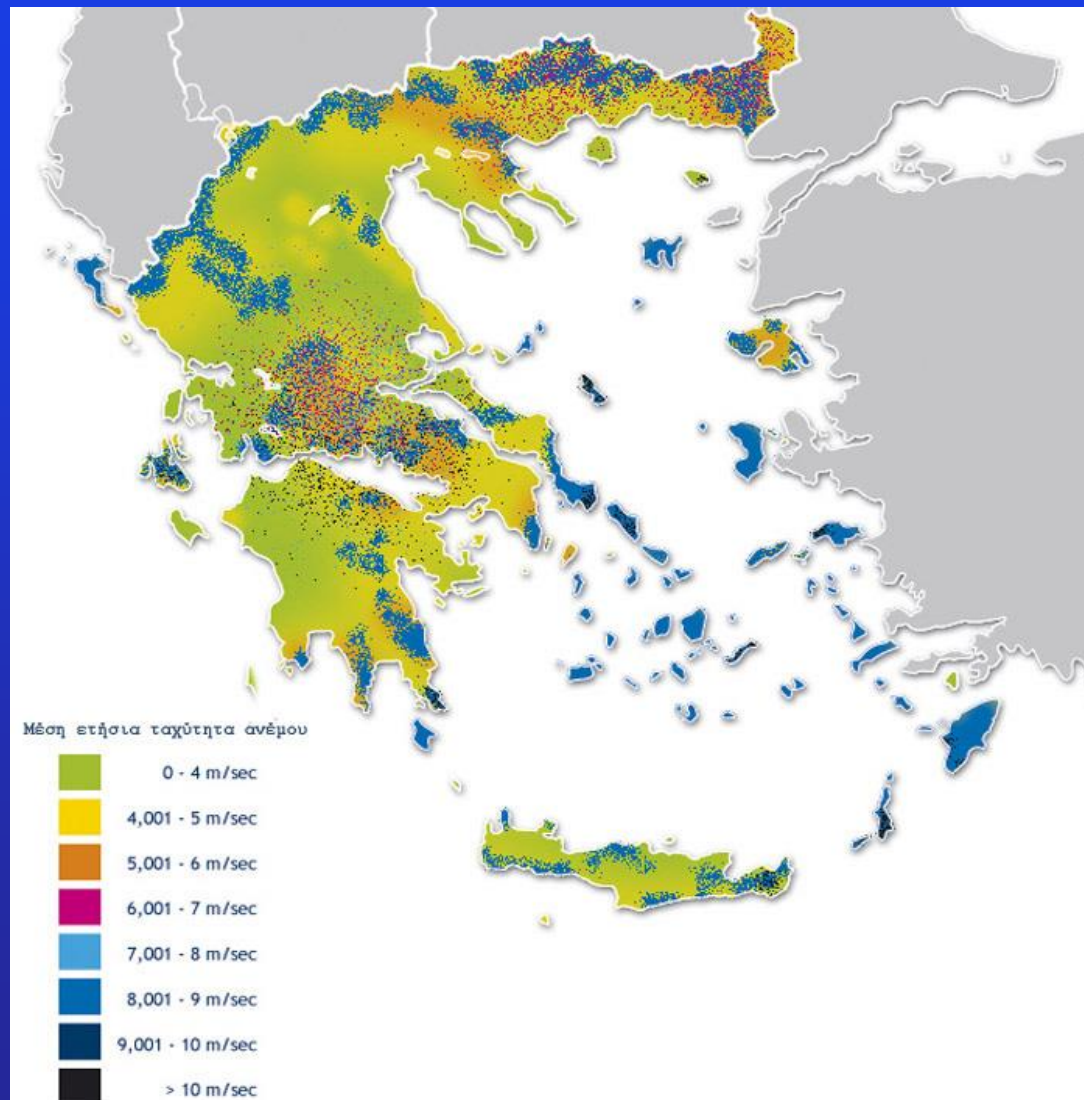 Μέση ετήσια ταχύτητα ανέμου
0 - 4 m/sec
4,001 - 5 m/sec
5,001 - 6 m/sec
6,001 - 7 m/sec
7,001 - 8 m/sec
8,001 - 9 m/sec
9,001 - 10 m/sec
> 10 m/sec